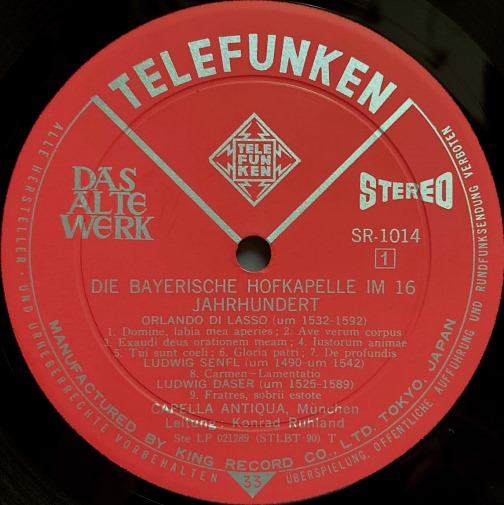 TELEFUNKEN
TELE
FUN
KEN
DAS
ALTE
WERK
STEREO
SR-1014
1
DIE BAYERISCHE HOFKAPELLE IM 16
JAHRHUNDERT
ORLANDO DI LASSO (um 1532-1592)
1. Domine, labia mea aperies ; 2. Ave verum corpus
3. Exaudi deus orationem meam ; 4. Iustorum animae
5. Tui sunt coeli ; 6. Gloria patri ; 7. De profundis
LUDWIG SENFL (um 1490-um 1542)
8. Carmen—Lamentatio
LUDWIG DASER (um 1525-1589)
9. Fratres, sobrii estote
CAPELLA ANTIQUA, München
Leitung : Konrad Ruhland
Ste LP 021289 (STLBT 90) T
MANUFACTURED BY KING RECORD CO., LTD. TOKYO, JAPAN
33
ALLE HERSTELLER- UND URHEBERRECHTE VORBEHALTEN
ÜBERSPIELUNG, ÖFFENTLICHE AUFFÜHRUNG UND RUNDFUNKSENDUNG VERBOTEN